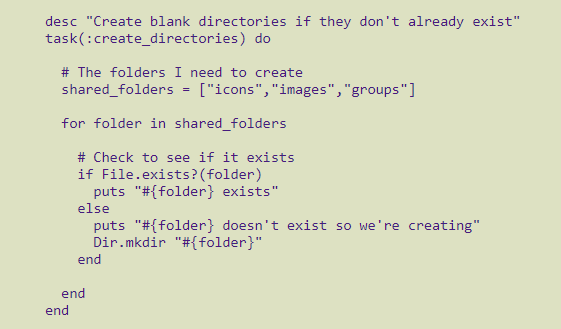 desc "Create blank directories if they don't already exist"
task(:create_directories) do
# The folders I need to create
shared_folders = ["icons","images","groups"]
for folder in shared_folders
# Check to see if it exists
if File.exists?(folder)
puts "#{folder} exists"
else
puts "#{folder} doesn't exist so we're creating"
Dir.mkdir "#{folder}"
end
end
end